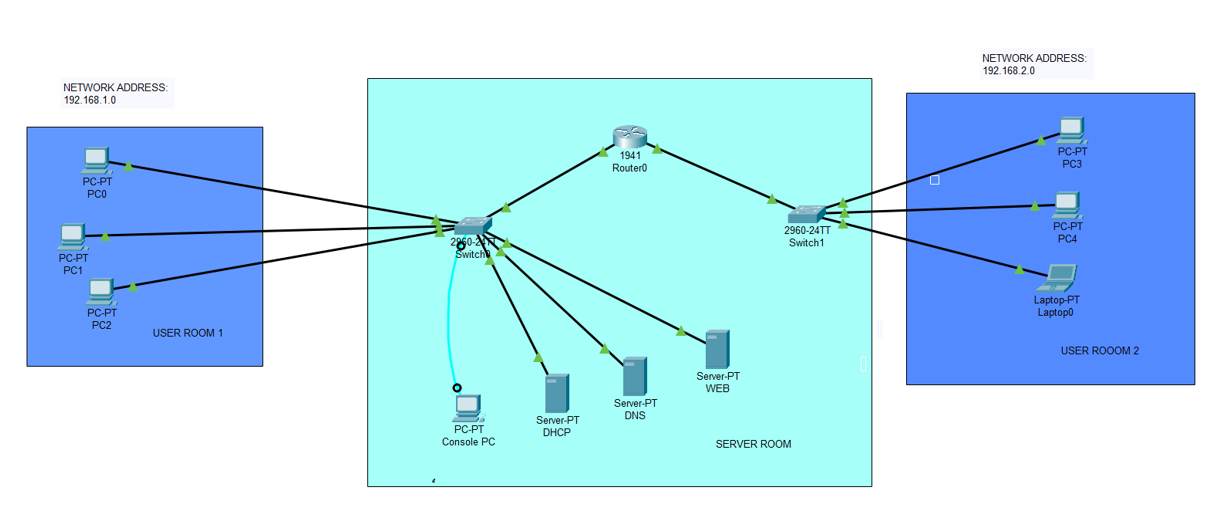 NETWORK ADDRESS:
192.168.1.0
NETWORK ADDRESS:
192.168.2.0
PC-PT
PC0
PC-PT
PC1
PC-PT
PC2
USER ROOM 1
1941
Router0
2960-24TT
Switch0
2960-24TT
Switch1
PC-PT
Console PC
Server-PT
DHCP
Server-PT
DNS
Server-PT
WEB
SERVER ROOM
PC-PT
PC3
PC-PT
PC4
Laptop-PT
Laptop0
USER ROOOM 2